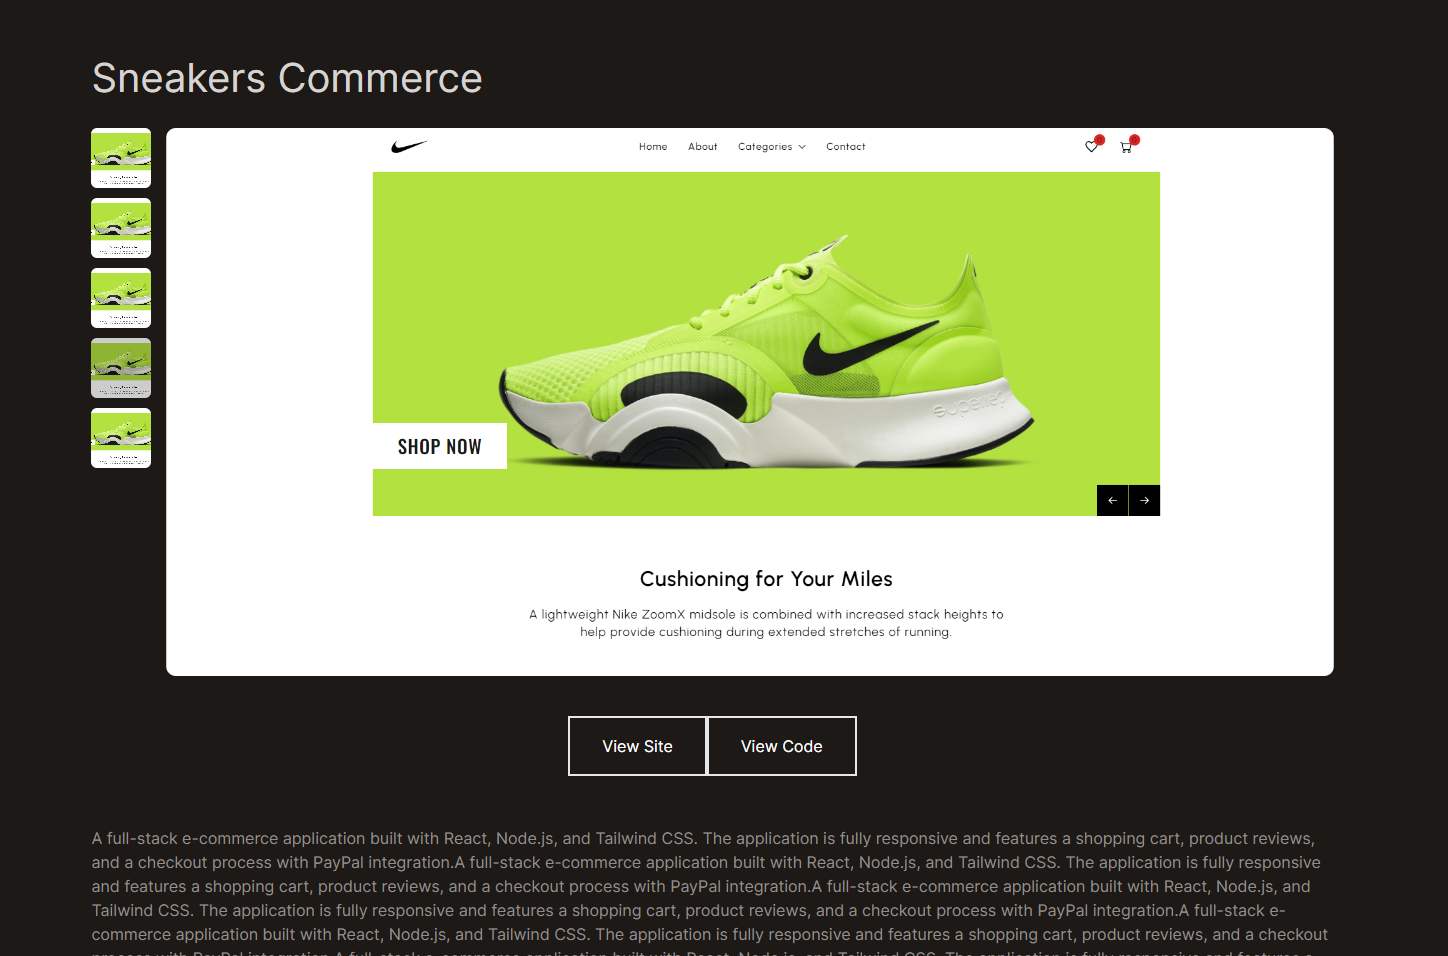 Sneakers Commerce
Home About Categories Contact
superrep
SHOP NOW
Cushioning for Your Miles
A lightweight Nike ZoomX midsole is combined with increased stack heights to
help provide cushioning during extended stretches of running.
View Site View Code
A full-stack e-commerce application built with React, Node.js, and Tailwind CSS. The application is fully responsive and features a shopping cart, product reviews,
and a checkout process with PayPal integration.A full-stack e-commerce application built with React, Node.js, and Tailwind CSS. The application is fully responsive
and features a shopping cart, product reviews, and a checkout process with PayPal integration.A full-stack e-commerce application built with React, Node.js, and
Tailwind CSS. The application is fully responsive and features a shopping cart, product reviews, and a checkout process with PayPal integration.A full-stack e-
commerce application built with React, Node.js, and Tailwind CSS. The application is fully responsive and features a shopping cart, product reviews, and a checkout